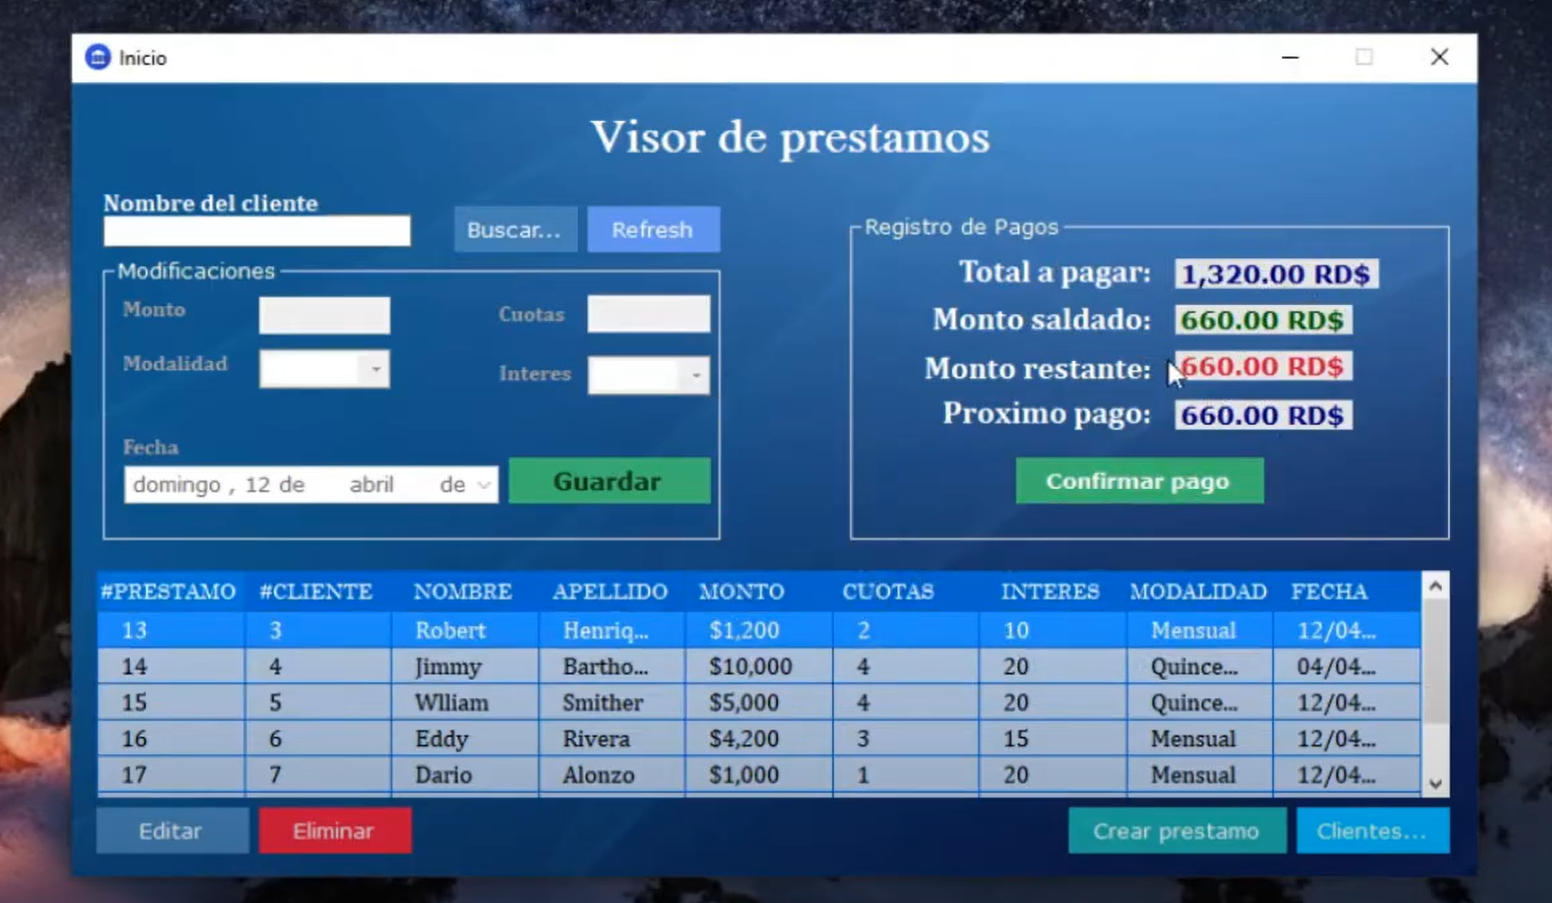 Inicio
Visor de prestamos
Nombre del cliente
Buscar... Refresh
Modificaciones
Monto Cuotas
Modalidad Interes
Fecha
domingo , 12 de abril de
Guardar
Registro de Pagos
Total a pagar: 1,320.00 RD$
Monto saldado: 660.00 RD$
Monto restante: 660.00 RD$
Proximo pago: 660.00 RD$
Confirmar pago
#PRESTAMO #CLIENTE NOMBRE APELLIDO MONTO CUOTAS INTERES MODALIDAD FECHA
13 3 Robert Henriq... $1,200 2 10 Mensual 12/04...
14 4 Jimmy Bartho... $10,000 4 20 Quince... 04/04...
15 5 Wlliam Smither $5,000 4 20 Quince... 12/04...
16 6 Eddy Rivera $4,200 3 15 Mensual 12/04...
17 7 Dario Alonzo $1,000 1 20 Mensual 12/04...
Editar Eliminar Crear prestamo Clientes...